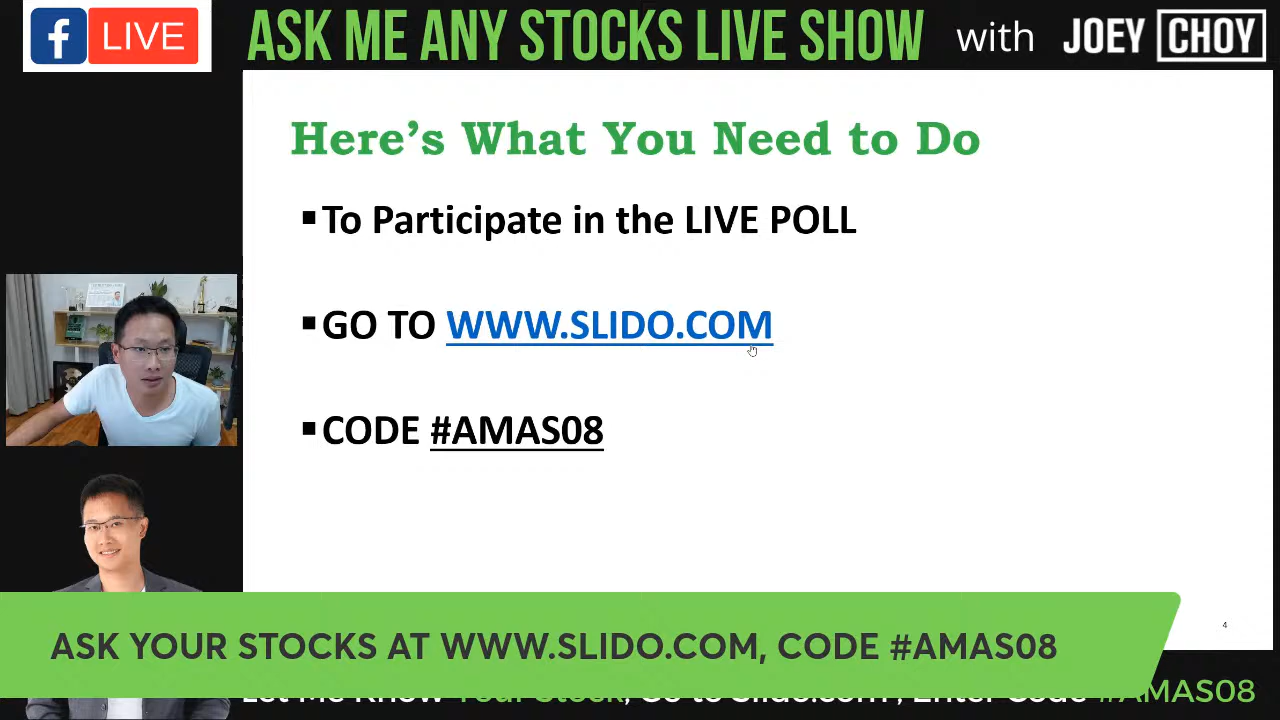 f LIVE ASK ME ANY STOCKS LIVE SHOW with JOEY CHOY
Here's What You Need to Do
▪To Participate in the LIVE POLL
▪GO TO WWW.SLIDO.COM
▪CODE #AMAS08
4
ASK YOUR STOCKS AT WWW.SLIDO.COM, CODE #AMAS08
Let Me Know Your Stock, Go to Slido.com, Enter Code #AMAS08